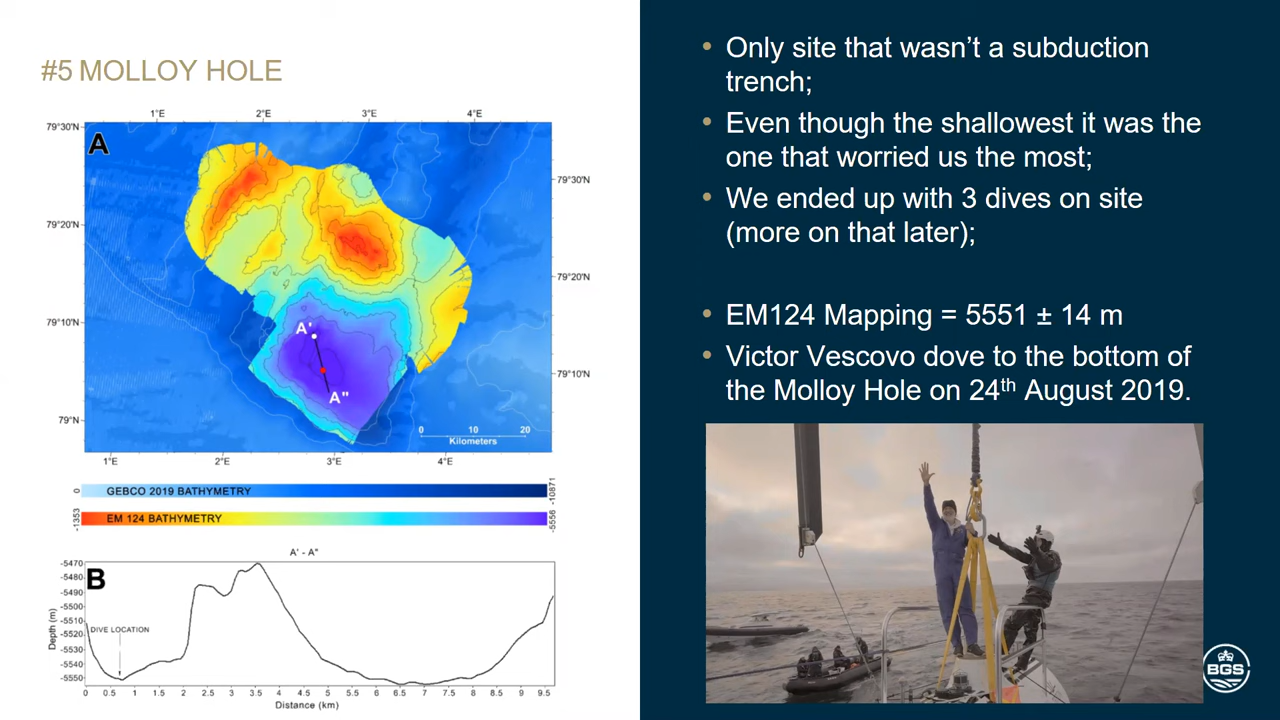 #5 MOLLOY HOLE
1°E 2°E 3°E 4°E
79°30'N
A
79°30'N
79°20'N
79°20'N
79°10'N
A'
79°10'N
A"
79°N
0 10 20
Kilometers
1°E 2°E 3°E 4°E
0 GEBCO 2019 BATHYMETRY -10871
-1353 EM 124 BATHYMETRY -5556
A' - A"
B
Depth (m)
-5470
-5480
-5490
-5500
-5510
-5520
-5530
-5540
-5550
DIVE LOCATION
0 0.5 1 1.5 2 2.5 3 3.5 4 4.5 5 5.5 6 6.5 7 7.5 8 8.5 9 9.5
Distance (km)
• Only site that wasn’t a subduction
trench;
• Even though the shallowest it was the
one that worried us the most;
• We ended up with 3 dives on site
(more on that later);
• EM124 Mapping = 5551 ± 14 m
• Victor Vescovo dove to the bottom of
the Molloy Hole on 24th August 2019.
BGS